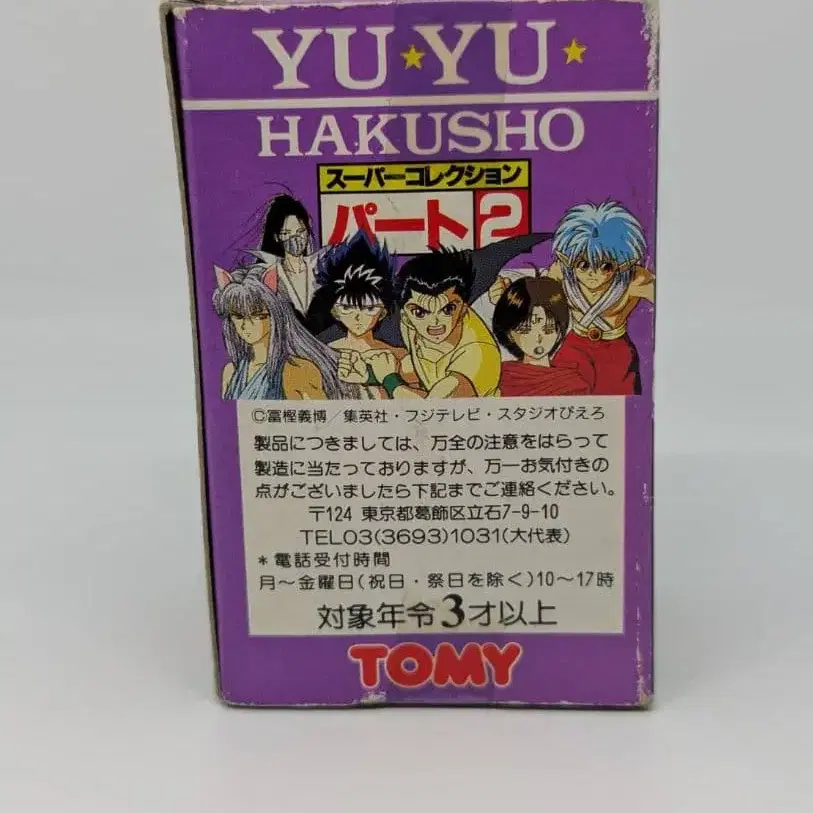 YU★YU★
HAKUSHO
スーパーコレクション
パート2
©冨樫義博／集英社・フジテレビ・スタジオぴえろ
製品につきましては、万全の注意をはらって
製造に当たっておりますが、万一お気付きの
点がございましたら下記までご連絡ください。
〒124 東京都葛飾区立石7-9-10
TEL03(3693)1031(大代表)
*電話受付時間
月～金曜日(祝日・祭日を除く)10～17時
対象年令3才以上
TOMY